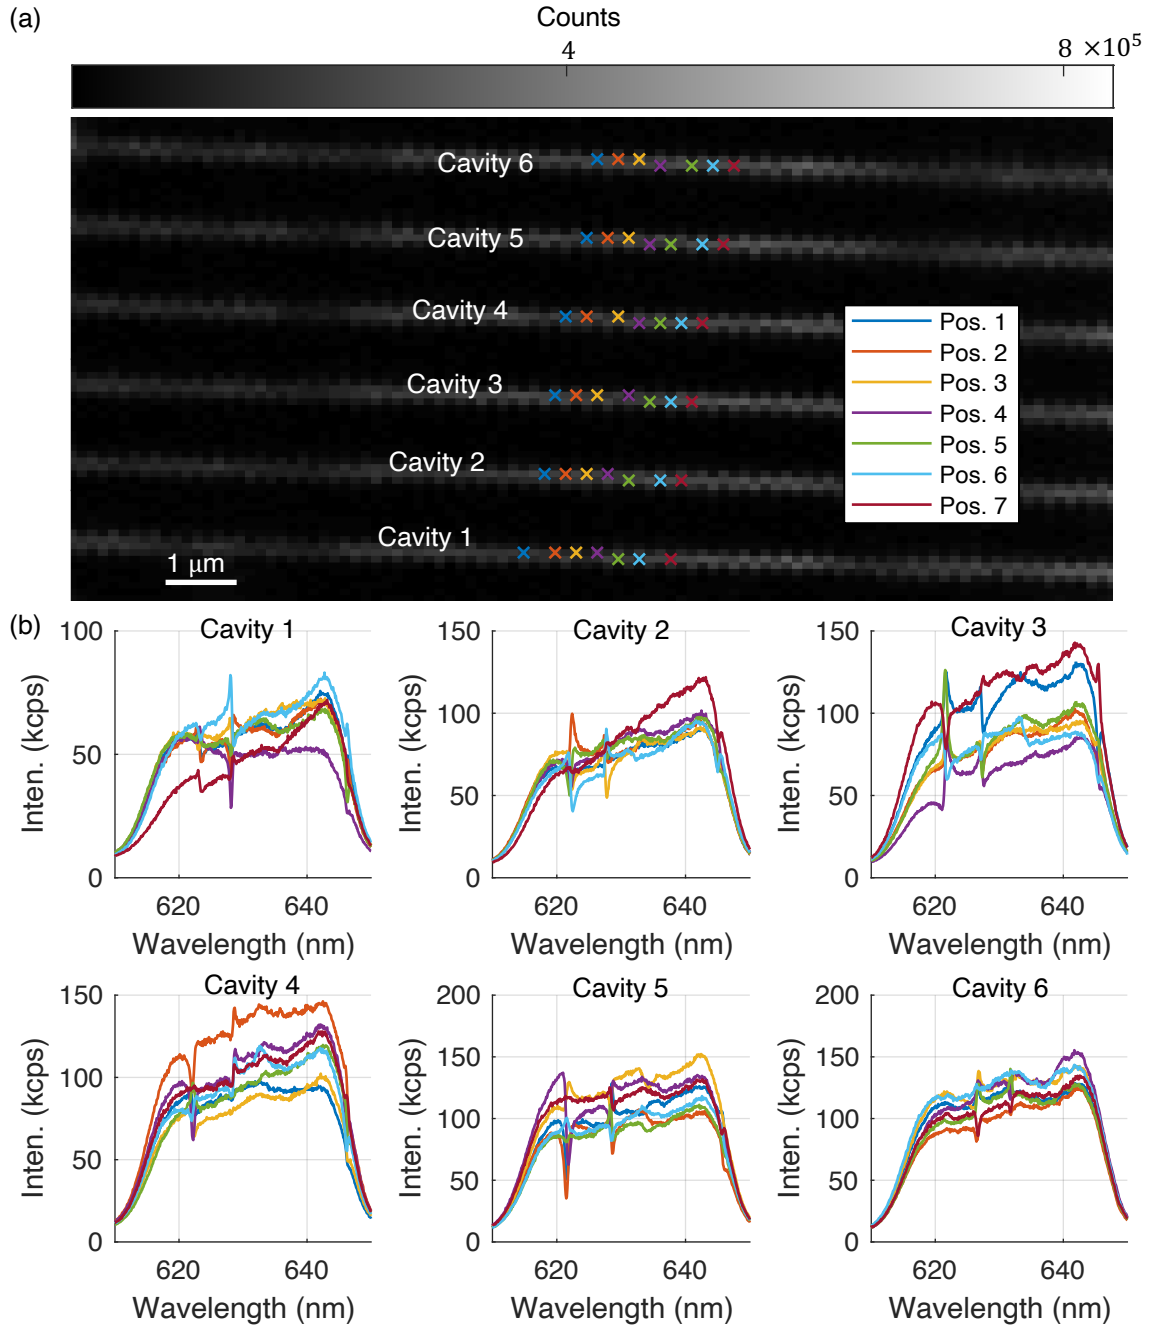 (a)
Counts
4
8 ×10⁵
Cavity 6
Cavity 5
Cavity 4
Cavity 3
Cavity 2
Cavity 1
1 μm
Pos. 1
Pos. 2
Pos. 3
Pos. 4
Pos. 5
Pos. 6
Pos. 7
(b)
Cavity 1
100
50
0
Inten. (kcps)
620
640
Wavelength (nm)
Cavity 2
150
100
50
0
Inten. (kcps)
620
640
Wavelength (nm)
Cavity 3
150
100
50
0
Inten. (kcps)
620
640
Wavelength (nm)
Cavity 4
150
100
50
0
Inten. (kcps)
620
640
Wavelength (nm)
Cavity 5
200
150
100
50
0
Inten. (kcps)
620
640
Wavelength (nm)
Cavity 6
200
150
100
50
0
Inten. (kcps)
620
640
Wavelength (nm)